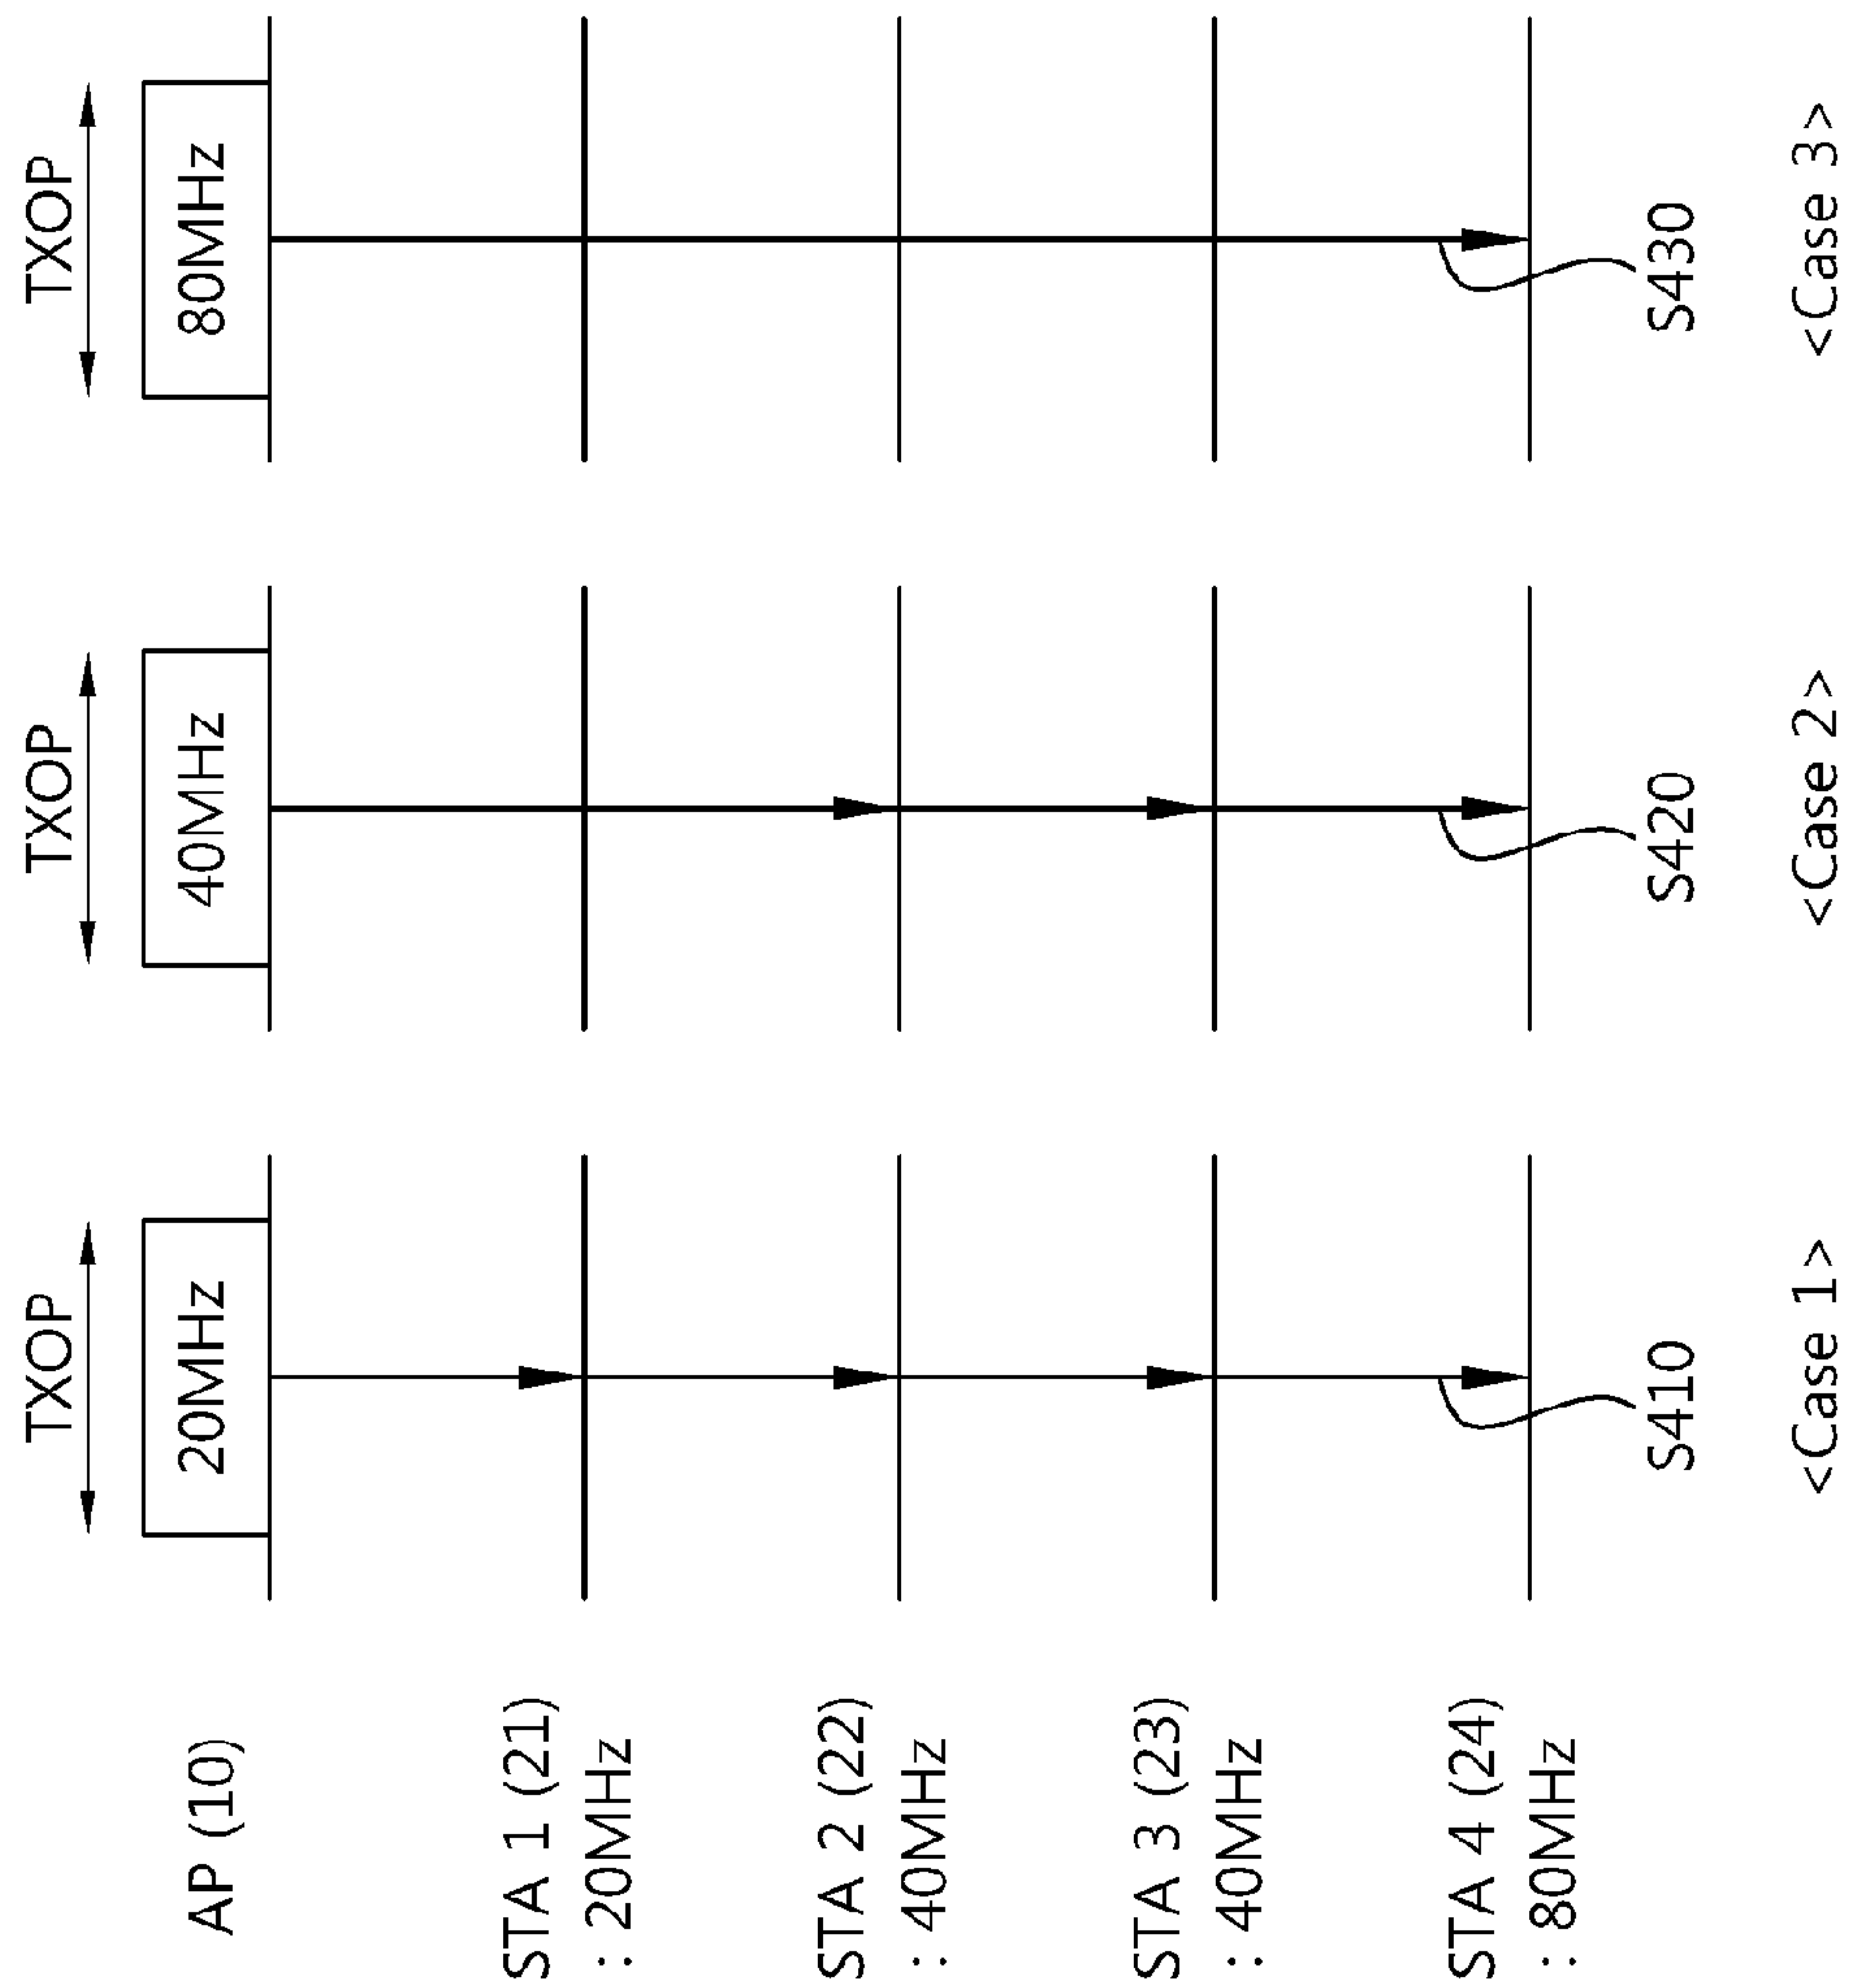 TXOP
TXOP
TXOP
AP (10)
20MHz
40MHz
80MHz
STA 1 (21)
: 20MHz
STA 2 (22)
: 40MHz
STA 3 (23)
: 40MHz
STA 4 (24)
: 80MHz
S410
S420
S430
<Case 1>
<Case 2>
<Case 3>